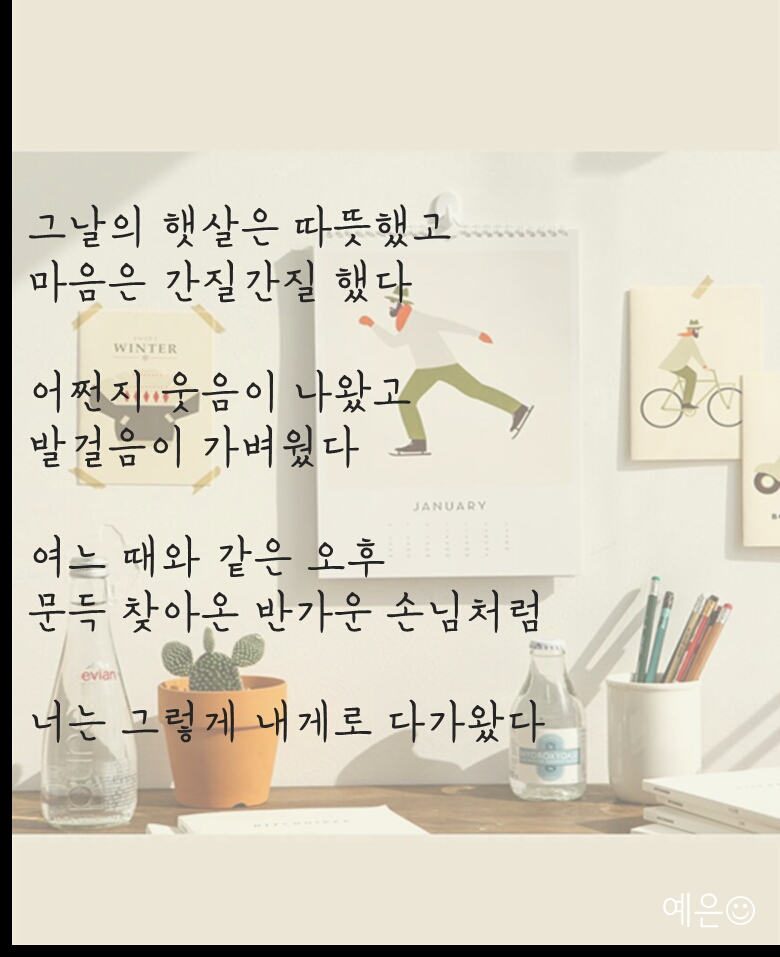 그날의 햇살은 따뜻했고
마음은 간질간질 했다
WINTER
어쩐지 웃음이 나왔고
발걸음이 가벼웠다
JANUARY
여느 때와 같은 오후
문득 찾아온 반가운 손님처럼
evian
너는 그렇게 내게로 다가왔다
예은☺